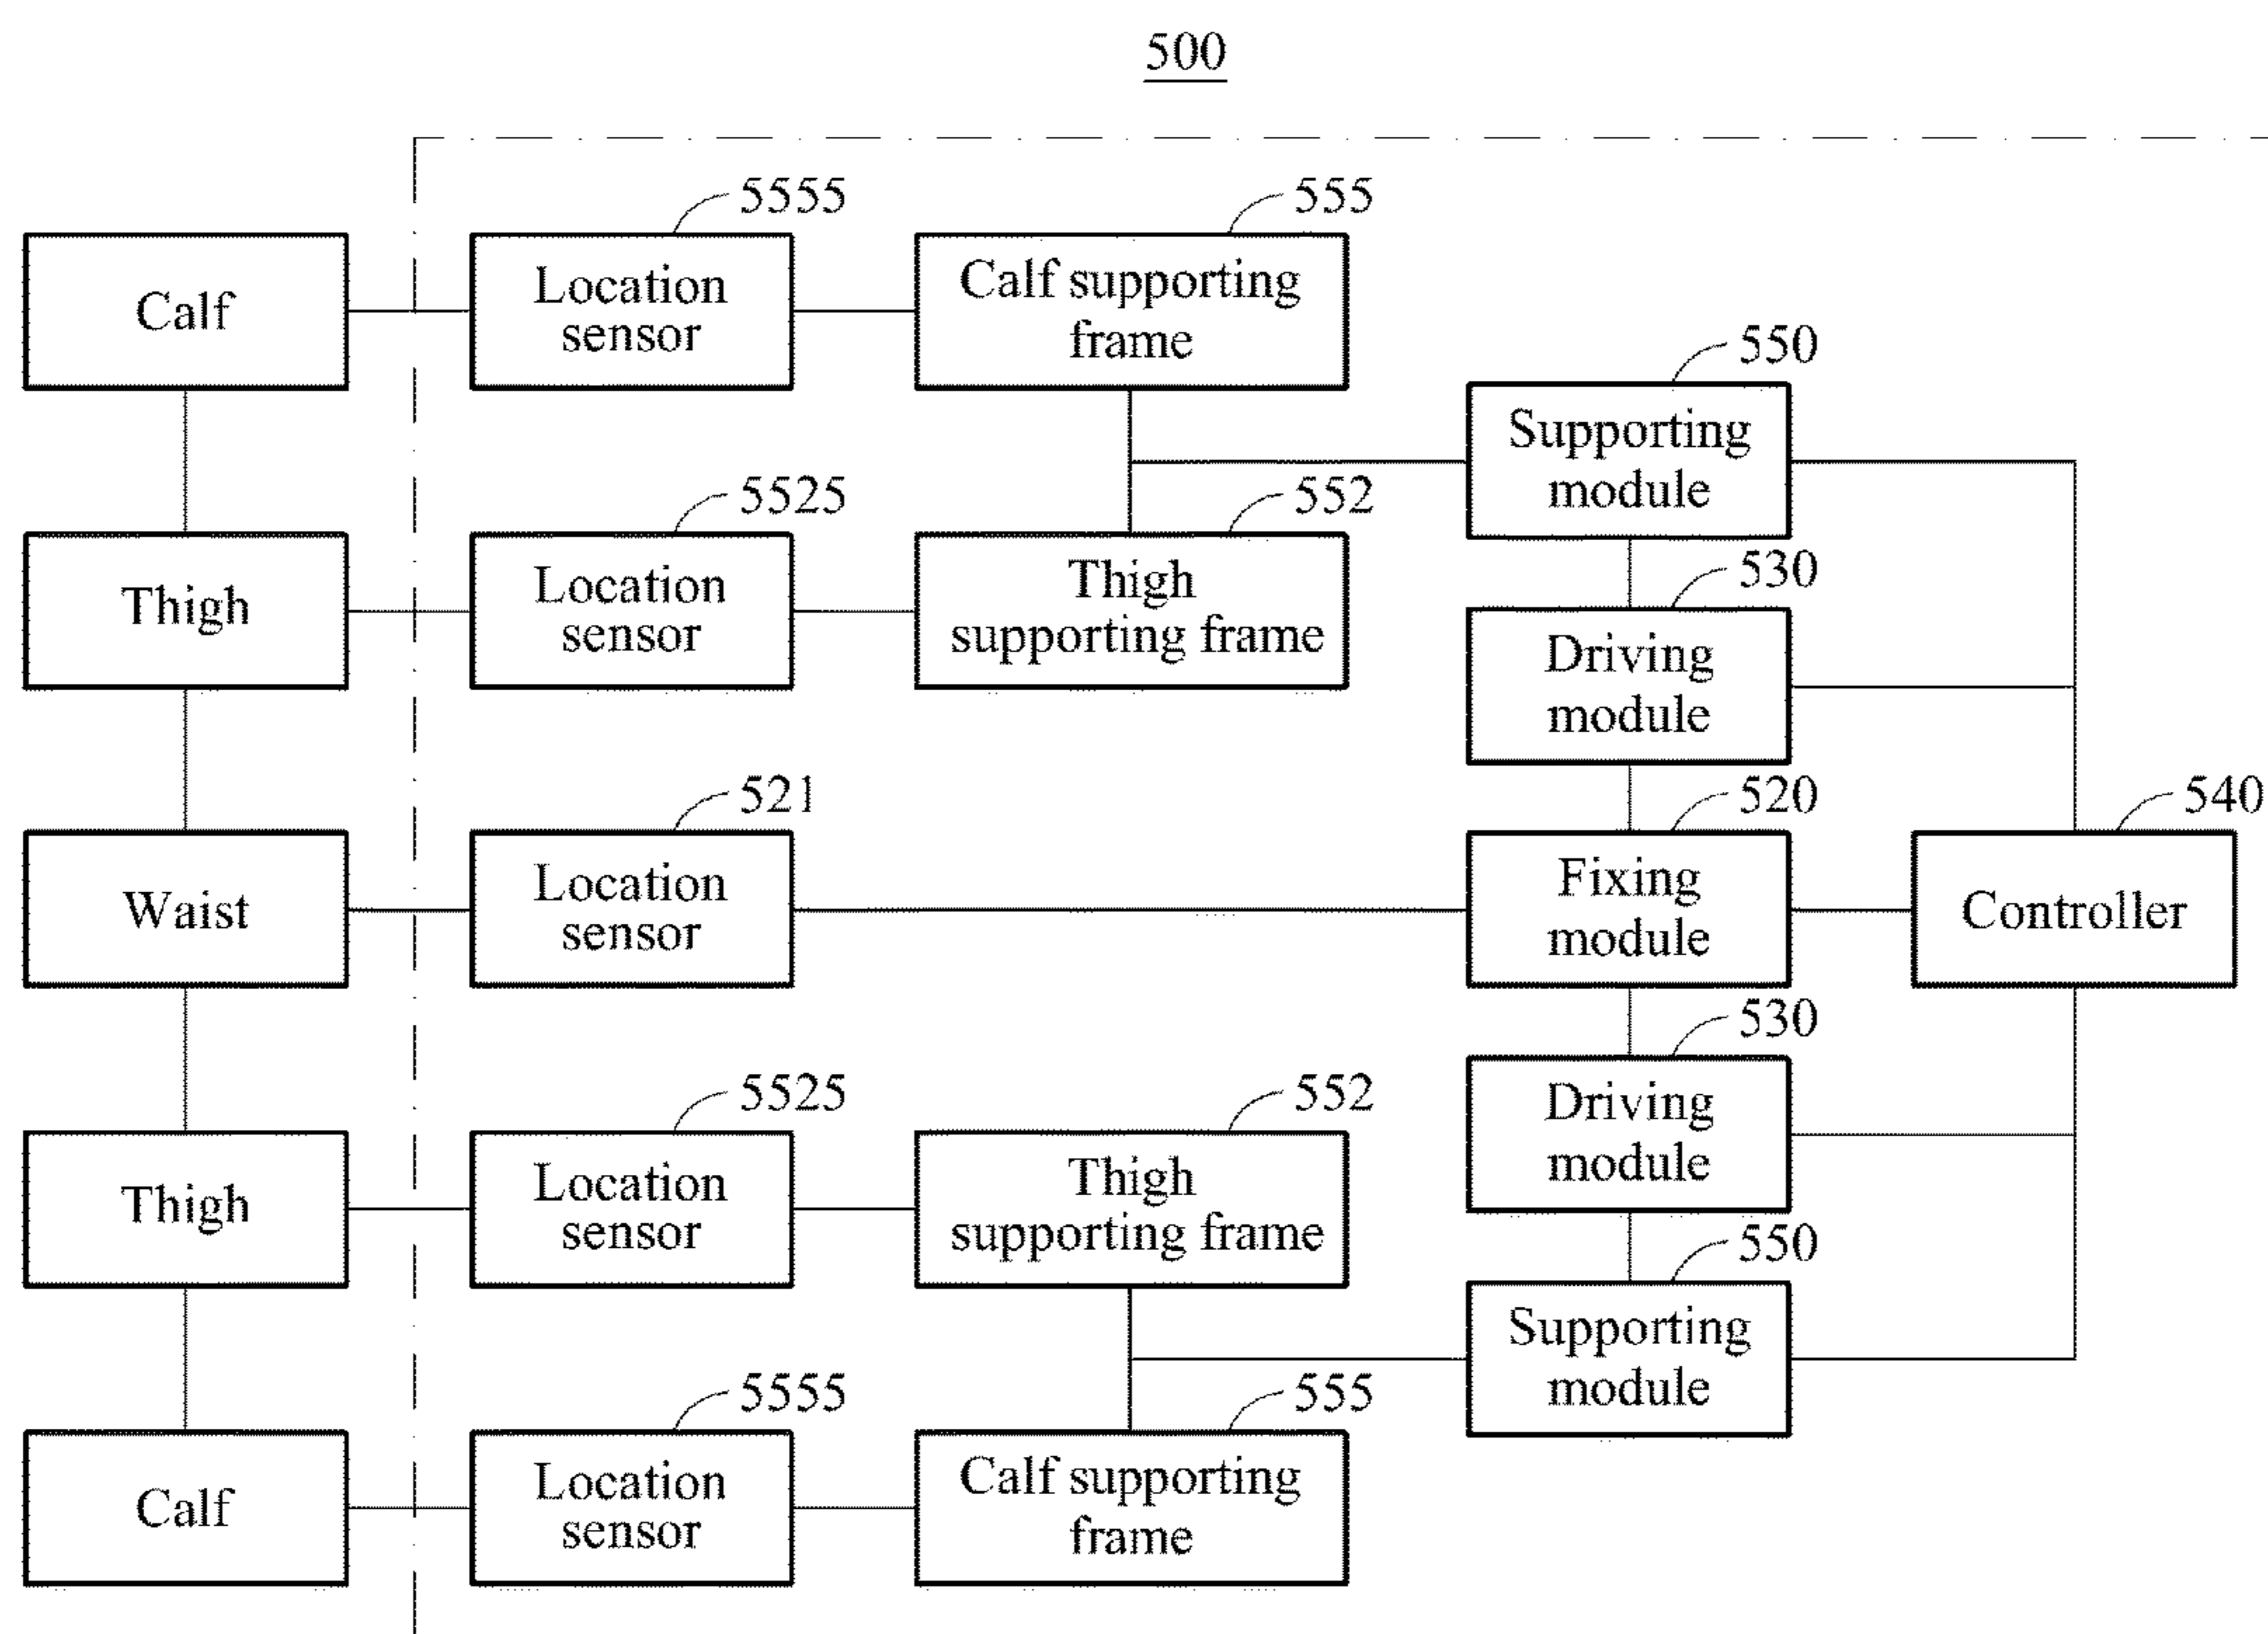 500
5555
555
Calf
Location
sensor
Calf supporting
frame
550
Supporting
module
5525
552
Thigh
Location
sensor
Thigh
supporting frame
530
Driving
module
521
520
540
Waist
Location
sensor
Fixing
module
Controller
530
Driving
module
5525
552
Thigh
Location
sensor
Thigh
supporting frame
550
Supporting
module
5555
555
Calf
Location
sensor
Calf supporting
frame